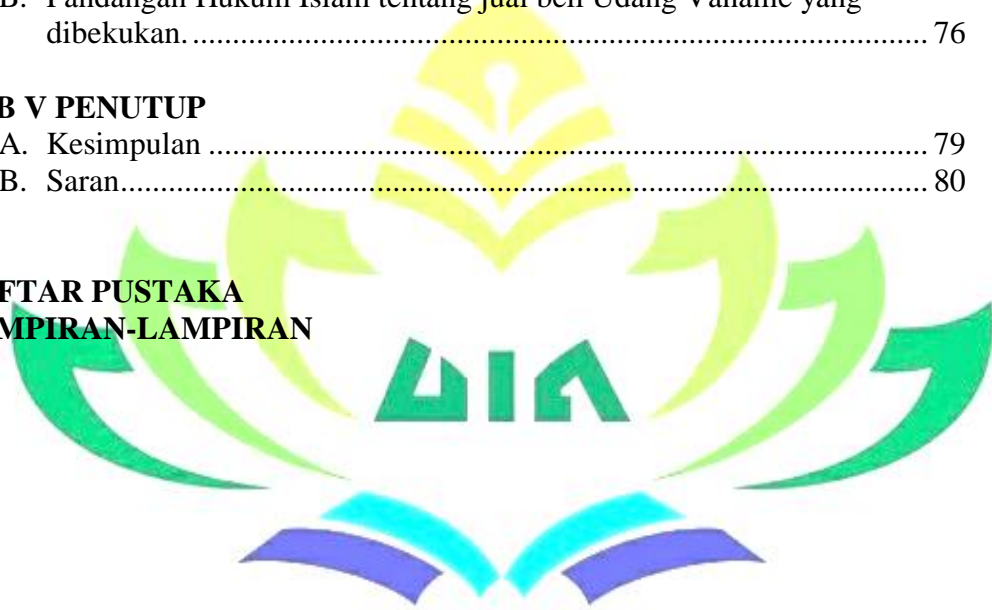 B. Pandangan Hukum Islam tentang jual beli Udang Vaname yang
dibekukan. ............................................................................................ 76
B V PENUTUP
A. Kesimpulan .......................................................................................... 79
B. Saran..................................................................................................... 80
FTAR PUSTAKA
MPIRAN-LAMPIRAN
UIN